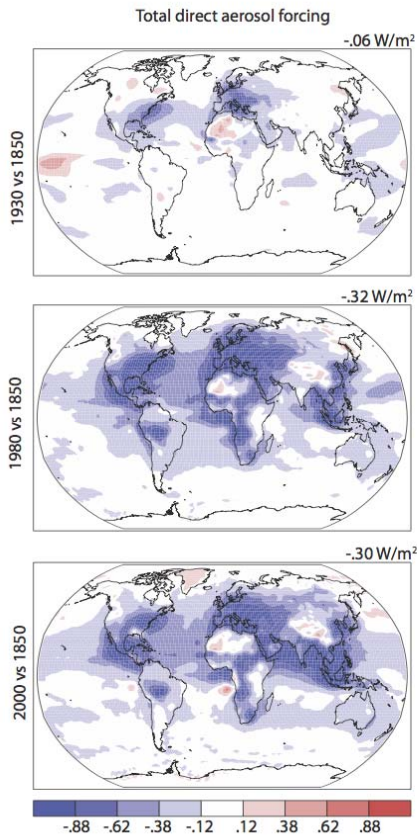 Total direct aerosol forcing
-.06 W/m²
1930 vs 1850
-.32 W/m²
1980 vs 1850
-.30 W/m²
2000 vs 1850
-.88 -.62 -.38 -.12 .12 .38 .62 .88